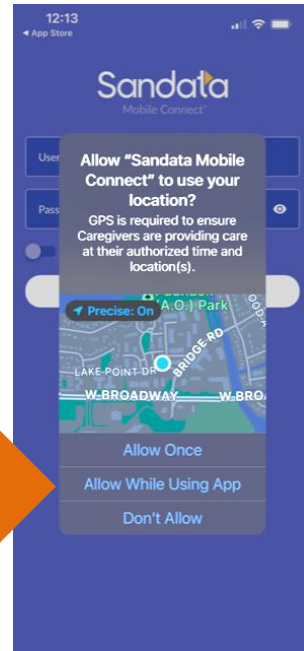 12:13
◀ App Store
Sandata
Mobile Connect
User
Allow "Sandata Mobile
Connect" to use your
location?
GPS is required to ensure
Caregivers are providing care
at their authorized time and
location(s).
Pass
Precise: On
A.O.) Park
LAKE-POINT-DR
BRIDGE-RD
W-BROADWAY
W-BRO
Allow Once
Allow While Using App
Don't Allow